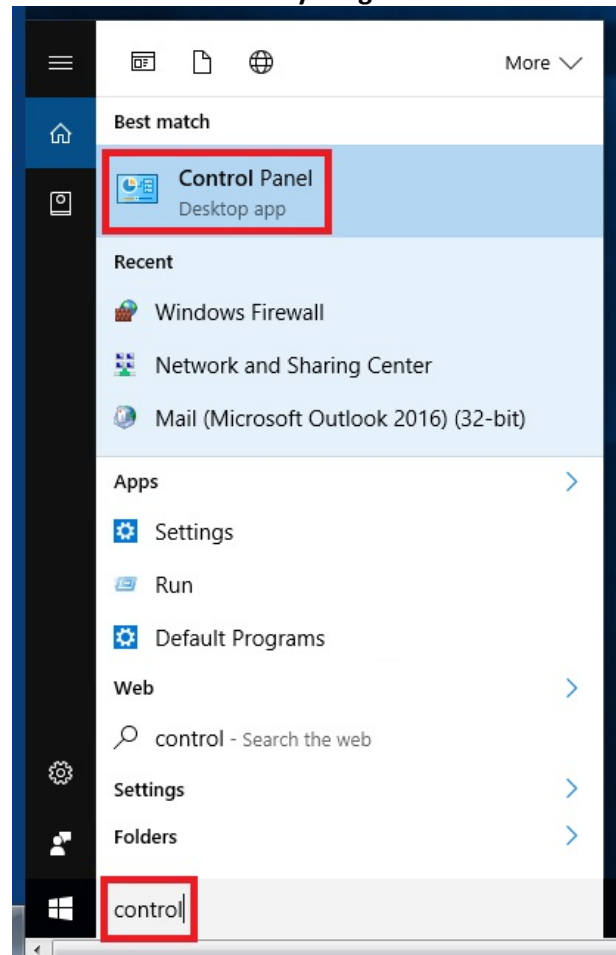 More
Best match
Control Panel
Desktop app
Recent
Windows Firewall
Network and Sharing Center
Mail (Microsoft Outlook 2016) (32-bit)
Apps
Settings
Run
Default Programs
Web
control - Search the web
Settings
Folders
control